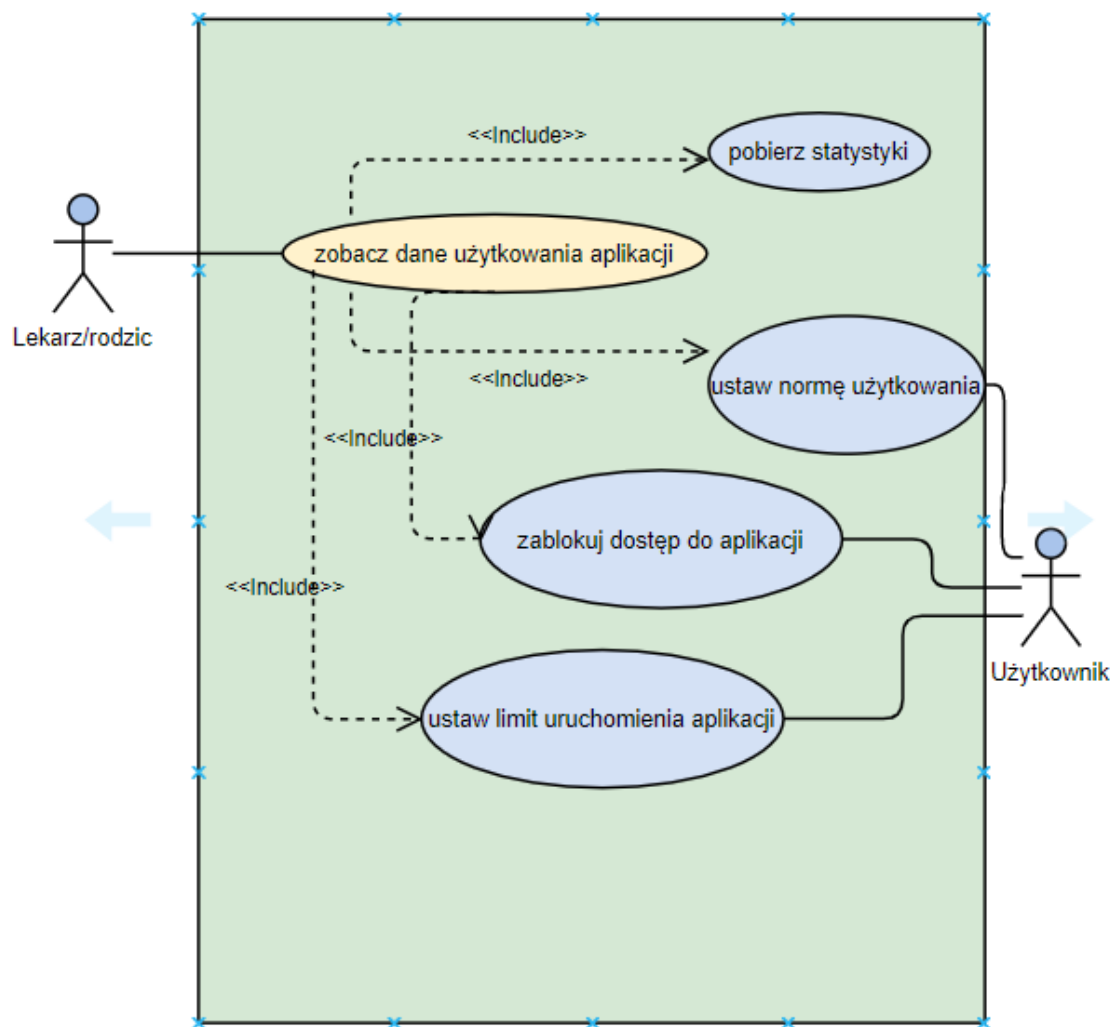 <<Include>>
pobierz statystyki
zobacz dane użytkowania aplikacji
Lekarz/rodzic
<<Include>>
ustaw normę użytkowania
<<Include>>
zablokuj dostęp do aplikacji
<<Include>>
Użytkownik
ustaw limit uruchomienia aplikacji